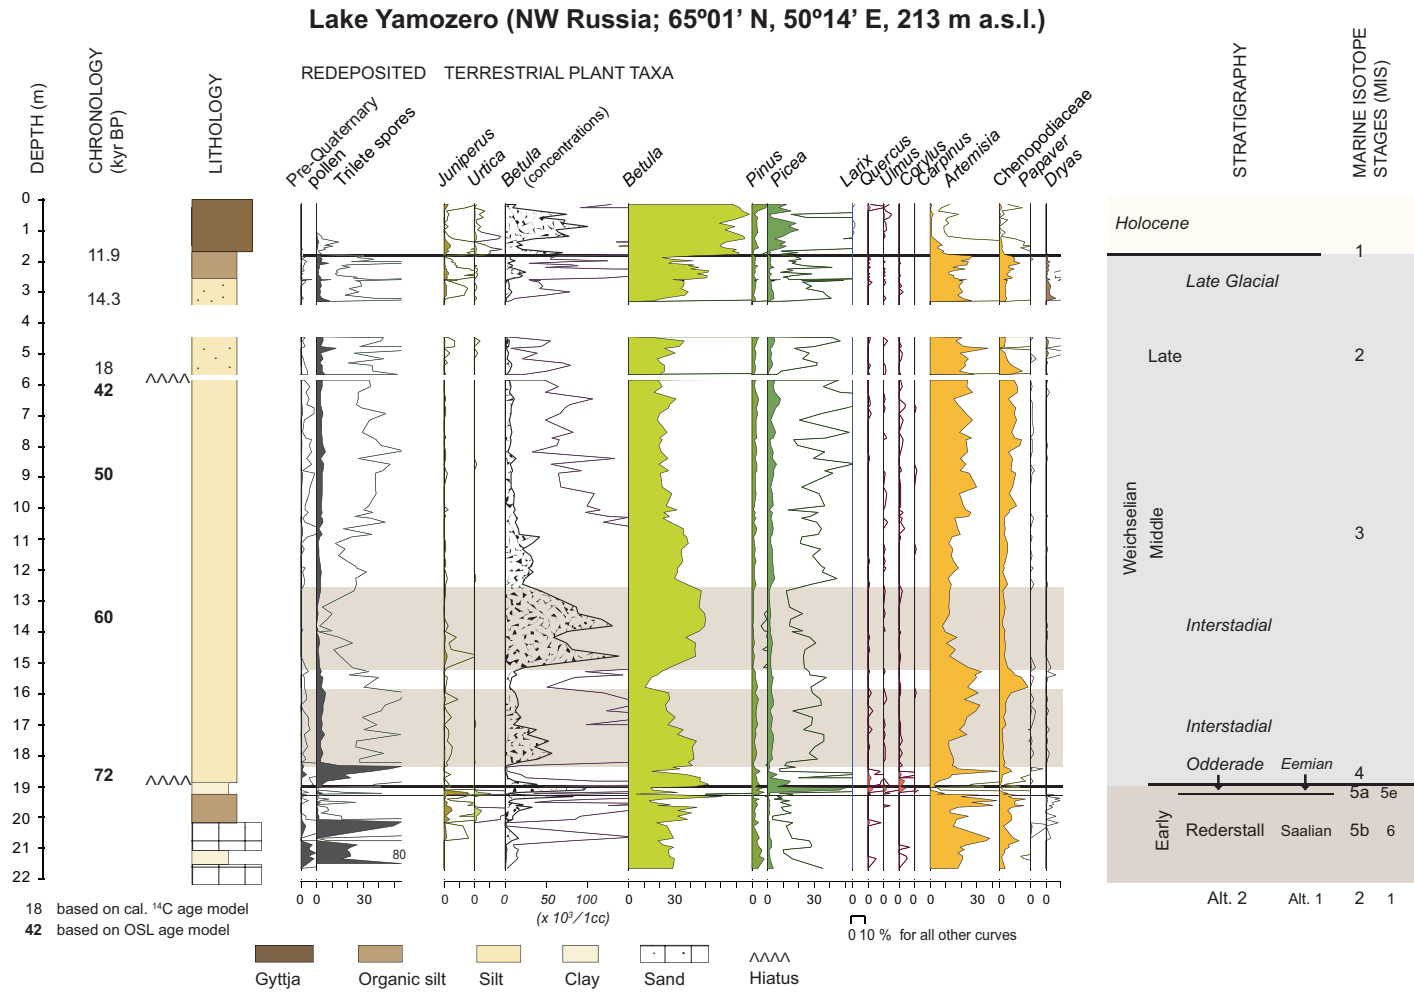 Lake Yamozero (NW Russia; 65º01’ N, 50º14’ E, 213 m a.s.l.)
REDEPOSITED
TERRESTRIAL PLANT TAXA
DEPTH (m)
CHRONOLOGY
(kyr BP)
LITHOLOGY
Pre-Quaternary
pollen
Trilete spores
Juniperus
Urtica
Betula
(concentrations)
Betula
Pinus
Picea
Larix
Quercus
Ulmus
Corylus
Carpinus
Artemisia
Chenopodiaceae
Papaver
Dryas
STRATIGRAPHY
MARINE ISOTOPE
STAGES (MIS)
0
1
2
3
4
5
6
7
8
9
10
11
12
13
14
15
16
17
18
19
20
21
22
11.9
14.3
18
42
50
60
72
80
Holocene
Late Glacial
Late
Weichselian
Middle
Interstadial
Interstadial
Odderade
Eemian
Early
Rederstall
Saalian
1
2
3
4
5a 5e
5b 6
Alt. 2 Alt. 1 2 1
0 0 30 0 0 0 50 100 0 30 0 0 30 0 0 0 0 0 0 30 0 0 0
(x 10³/1cc)
0 10 % for all other curves
18 based on cal. ¹⁴C age model
42 based on OSL age model
Gyttja
Organic silt
Silt
Clay
Sand
Hiatus